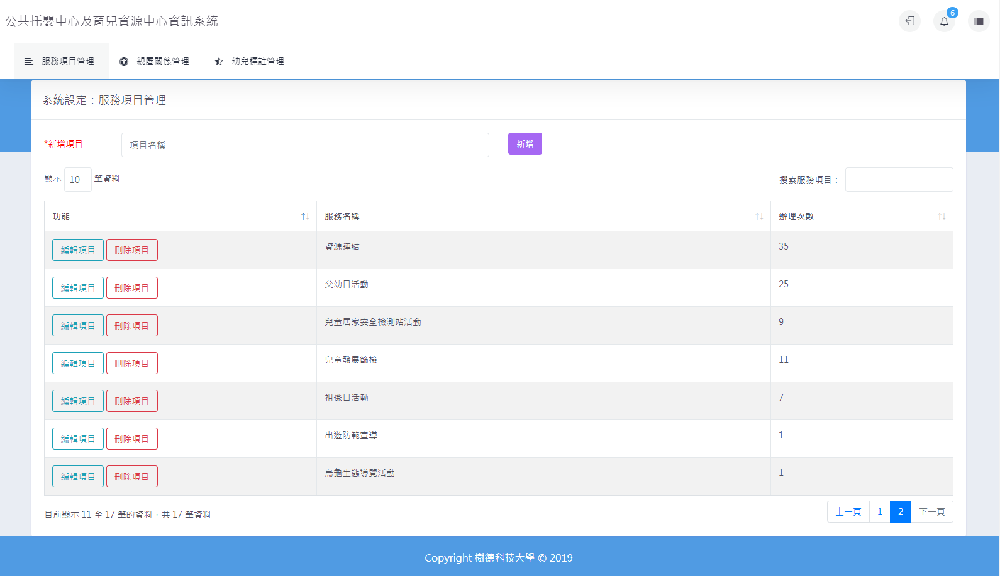 公共托嬰中心及育兒資源中心資訊系統
6
服務項目管理 親屬關係管理 幼兒標註管理
系統設定：服務項目管理
*新增項目 項目名稱 新增
顯示 10 筆資料 搜索服務項目：
功能 服務名稱 辦理次數
編輯項目 刪除項目 資源連結 35
編輯項目 刪除項目 父幼日活動 25
編輯項目 刪除項目 兒童居家安全檢測站活動 9
編輯項目 刪除項目 兒童發展篩檢 11
編輯項目 刪除項目 祖孫日活動 7
編輯項目 刪除項目 出遊防範宣導 1
編輯項目 刪除項目 烏龜生態導覽活動 1
目前顯示 11 至 17 筆的資料，共 17 筆資料 上一頁 1 2 下一頁
Copyright 樹德科技大學 © 2019